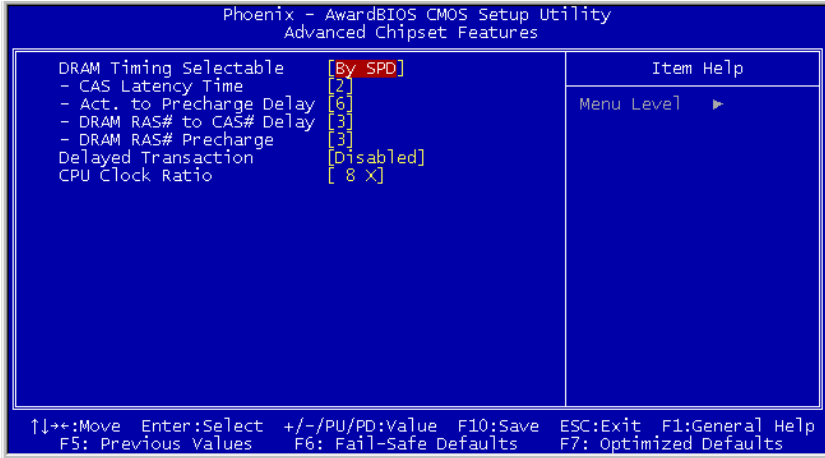 Phoenix - AwardBIOS CMOS Setup Utility
Advanced Chipset Features
DRAM Timing Selectable [By SPD]
- CAS Latency Time [2]
- Act. to Precharge Delay [6]
- DRAM RAS# to CAS# Delay [3]
- DRAM RAS# Precharge [3]
Delayed Transaction [Disabled]
CPU Clock Ratio [ 8 X]
Item Help
Menu Level ►
↑↓→←:Move Enter:Select +/-/PU/PD:Value F10:Save ESC:Exit F1:General Help
F5: Previous Values F6: Fail-Safe Defaults F7: Optimized Defaults